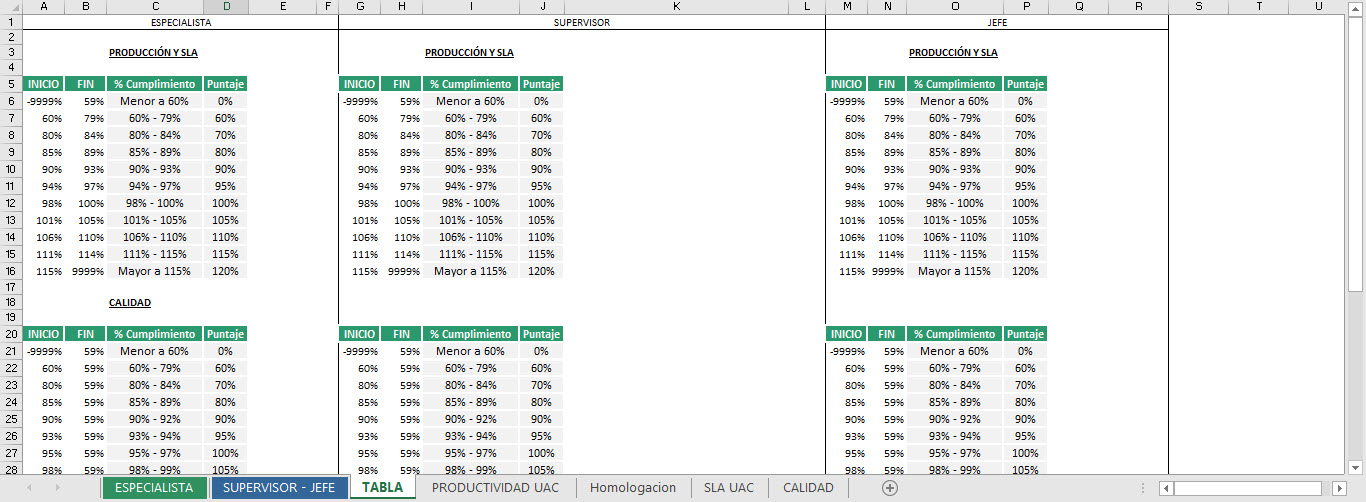 A B C D E F G H I J K L M N O P Q R S T U
1 ESPECIALISTA SUPERVISOR JEFE
2
3 PRODUCCIÓN Y SLA PRODUCCIÓN Y SLA PRODUCCIÓN Y SLA
4
5 INICIO FIN % Cumplimiento Puntaje INICIO FIN % Cumplimiento Puntaje INICIO FIN % Cumplimiento Puntaje
6 -9999% 59% Menor a 60% 0% -9999% 59% Menor a 60% 0% -9999% 59% Menor a 60% 0%
7 60% 79% 60% - 79% 60% 60% 79% 60% - 79% 60% 60% 79% 60% - 79% 60%
8 80% 84% 80% - 84% 70% 80% 84% 80% - 84% 70% 80% 84% 80% - 84% 70%
9 85% 89% 85% - 89% 80% 85% 89% 85% - 89% 80% 85% 89% 85% - 89% 80%
10 90% 93% 90% - 93% 90% 90% 93% 90% - 93% 90% 90% 93% 90% - 93% 90%
11 94% 97% 94% - 97% 95% 94% 97% 94% - 97% 95% 94% 97% 94% - 97% 95%
12 98% 100% 98% - 100% 100% 98% 100% 98% - 100% 100% 98% 100% 98% - 100% 100%
13 101% 105% 101% - 105% 105% 101% 105% 101% - 105% 105% 101% 105% 101% - 105% 105%
14 106% 110% 106% - 110% 110% 106% 110% 106% - 110% 110% 106% 110% 106% - 110% 110%
15 111% 114% 111% - 115% 115% 111% 114% 111% - 115% 115% 111% 114% 111% - 115% 115%
16 115% 9999% Mayor a 115% 120% 115% 9999% Mayor a 115% 120% 115% 9999% Mayor a 115% 120%
17
18 CALIDAD
19
20 INICIO FIN % Cumplimiento Puntaje INICIO FIN % Cumplimiento Puntaje INICIO FIN % Cumplimiento Puntaje
21 -9999% 59% Menor a 60% 0% -9999% 59% Menor a 60% 0% -9999% 59% Menor a 60% 0%
22 60% 59% 60% - 79% 60% 60% 59% 60% - 79% 60% 60% 59% 60% - 79% 60%
23 80% 59% 80% - 84% 70% 80% 59% 80% - 84% 70% 80% 59% 80% - 84% 70%
24 85% 59% 85% - 89% 80% 85% 59% 85% - 89% 80% 85% 59% 85% - 89% 80%
25 90% 59% 90% - 92% 90% 90% 59% 90% - 92% 90% 90% 59% 90% - 92% 90%
26 93% 59% 93% - 94% 95% 93% 59% 93% - 94% 95% 93% 59% 93% - 94% 95%
27 95% 59% 95% - 97% 100% 95% 59% 95% - 97% 100% 95% 59% 95% - 97% 100%
28 98% 59% 98% - 99% 105% 98% 59% 98% - 99% 105% 98% 59% 98% - 99% 105%
ESPECIALISTA SUPERVISOR - JEFE TABLA PRODUCTIVIDAD UAC Homologacion SLA UAC CALIDAD